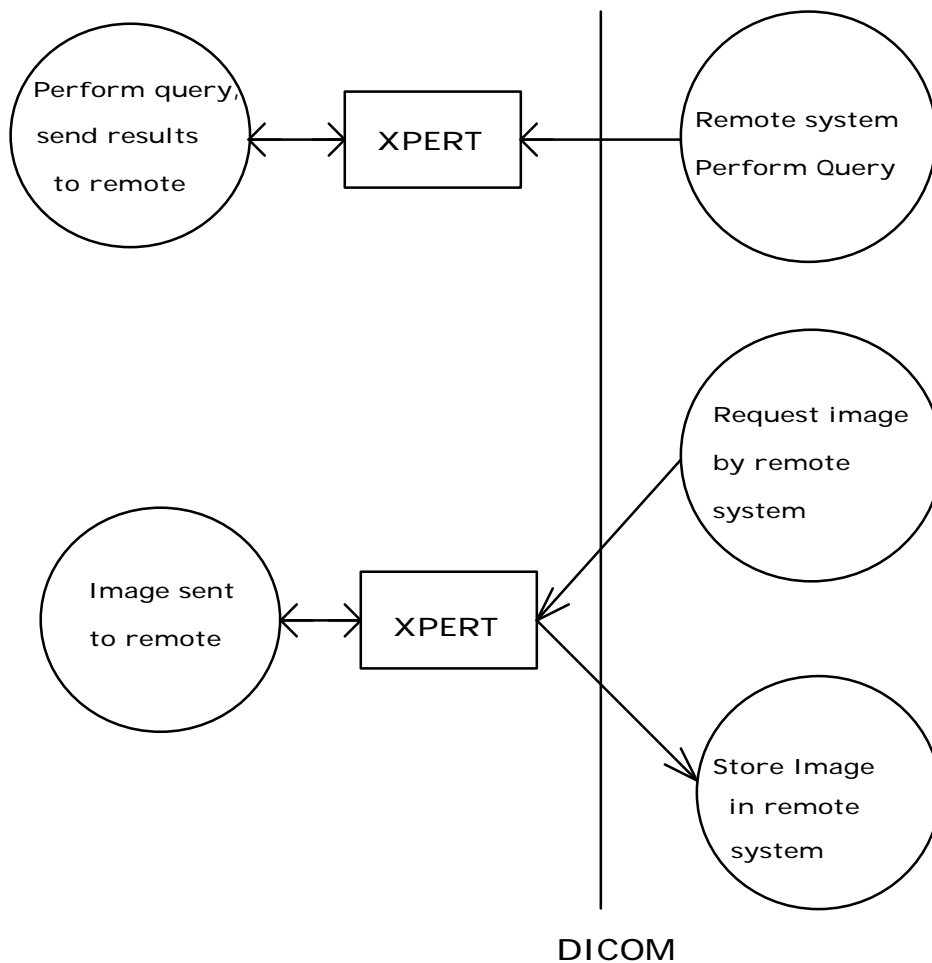 Perform query,
send results
to remote
XPERT
Remote system
Perform Query
Request image
by remote
system
Image sent
to remote
XPERT
Store Image
in remote
system
DICOM